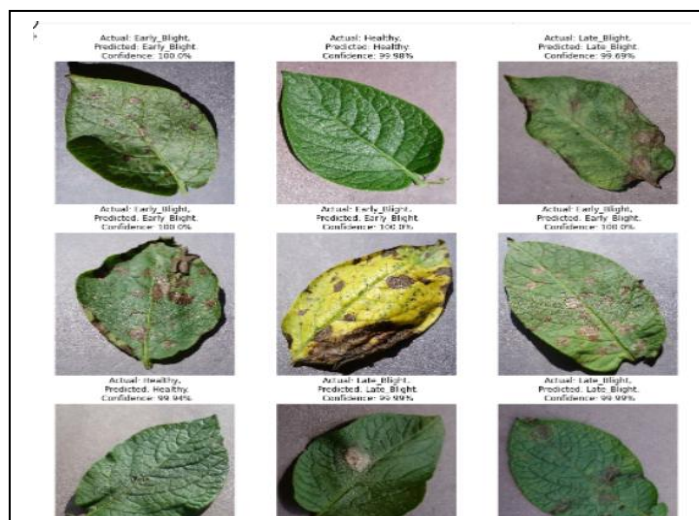 Actual: Early_Blight,
Predicted: Early_Blight.
Confidence: 100.0%
Actual: Healthy,
Predicted: Healthy.
Confidence: 99.98%
Actual: Late_Blight,
Predicted: Late_Blight.
Confidence: 99.69%
Actual: Early_Blight,
Predicted: Early_Blight.
Confidence: 100.0%
Actual: Early_Blight,
Predicted: Early_Blight.
Confidence: 100.0%
Actual: Early_Blight,
Predicted: Early_Blight.
Confidence: 100.0%
Actual: Healthy,
Predicted: Healthy.
Confidence: 99.94%
Actual: Late_Blight,
Predicted: Late_Blight.
Confidence: 99.99%
Actual: Late_Blight,
Predicted: Late_Blight.
Confidence: 99.99%